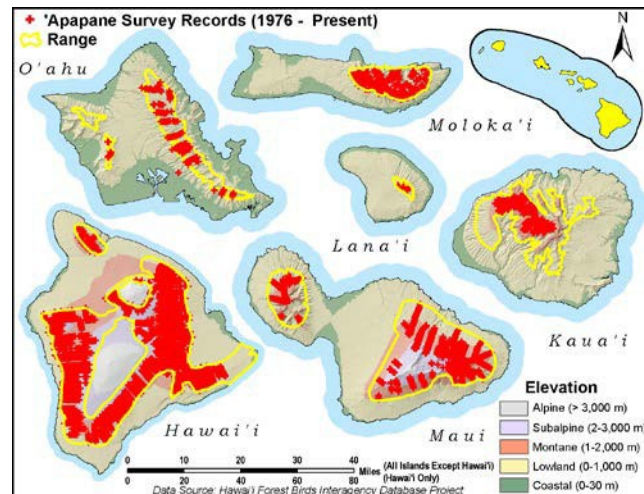 'Apapane Survey Records (1976 - Present)
Range
N
O'ahu
Moloka'i
Lana'i
Kaua'i
Hawai'i
Maui
Elevation
Alpine (> 3,000 m)
Subalpine (2-3,000 m)
Montane (1-2,000 m)
Lowland (0-1,000 m)
Coastal (0-30 m)
0 5 10 20 30 40
Miles (All Islands Except Hawai'i)
0 10 20 40 60 80 (Hawai'i Only)
Data Source: Hawai'i Forest Birds Interagency Database Project